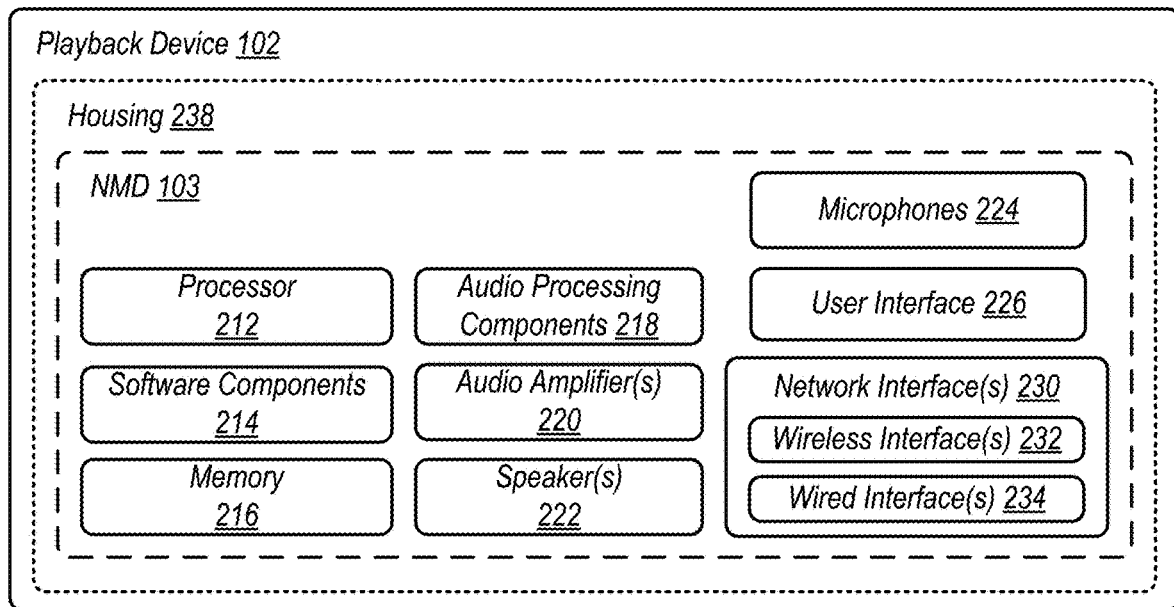 Playback Device 102
Housing 238
NMD 103
Microphones 224
Processor
212
Audio Processing
Components 218
User Interface 226
Software Components
214
Audio Amplifier(s)
220
Network Interface(s) 230
Wireless Interface(s) 232
Memory
216
Speaker(s)
222
Wired Interface(s) 234